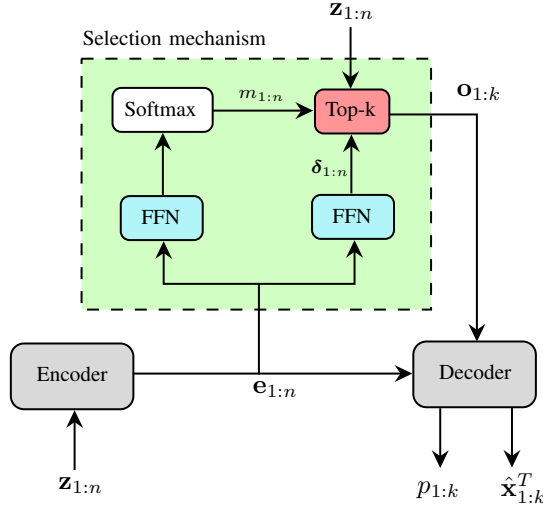 z₁:ₙ
Selection mechanism
Softmax
m₁:ₙ
Top-k
o₁:ₖ
δ₁:ₙ
FFN
FFN
Encoder
e₁:ₙ
Decoder
z₁:ₙ
p₁:ₖ
x̂ᵀ₁:ₖ